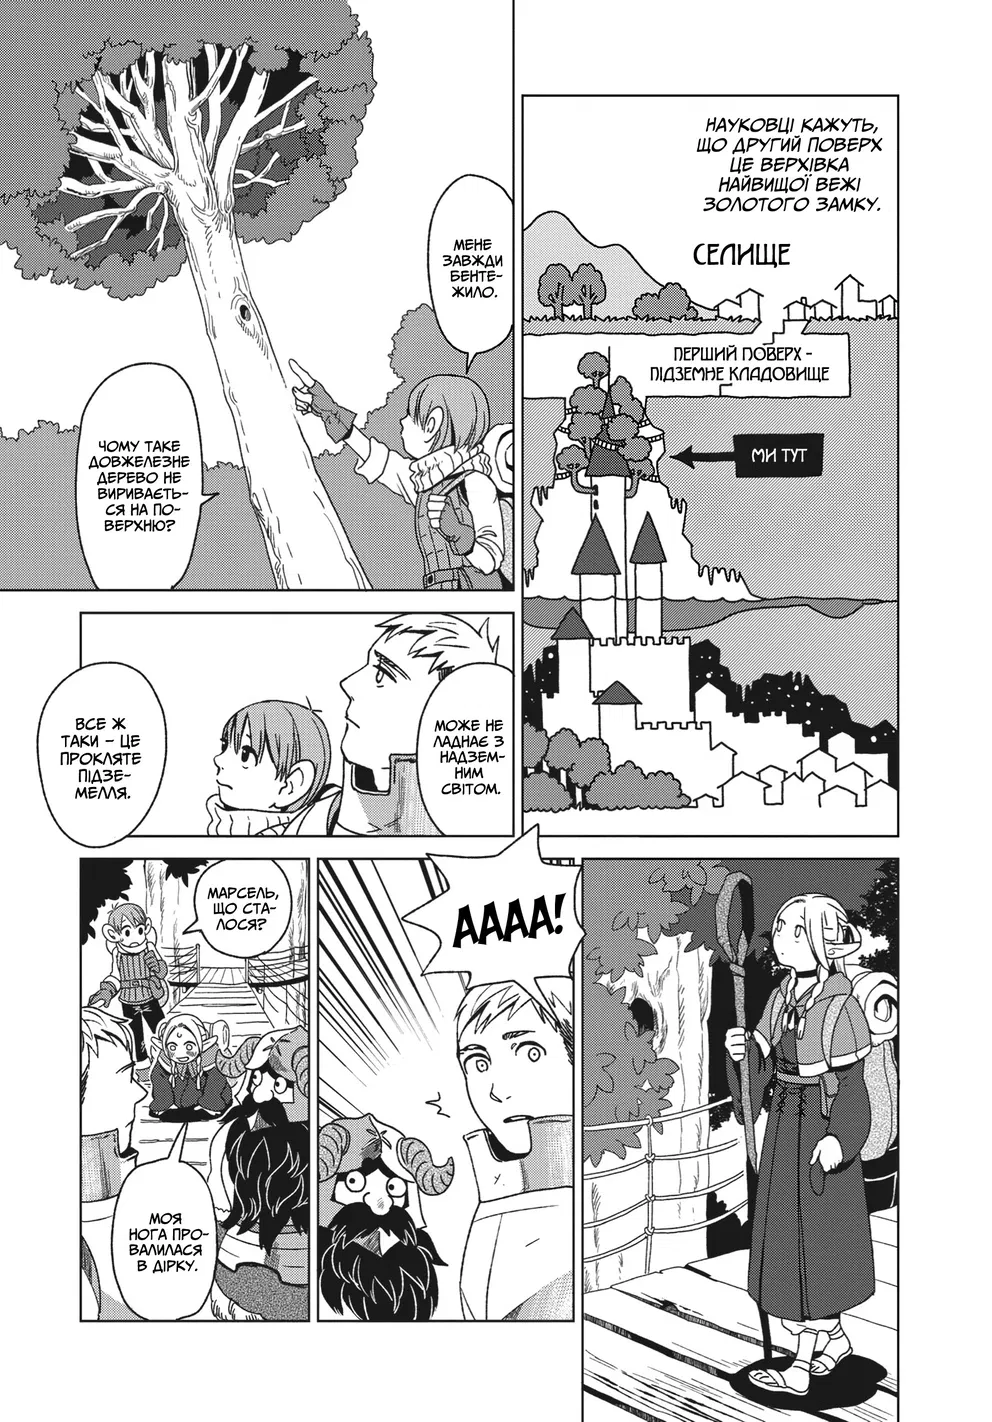 НАУКОВЦІ КАЖУТЬ,
ЩО ДРУГИЙ ПОВЕРХ
ЦЕ ВЕРХІВКА
НАЙВИЩОЇ ВЕЖІ
ЗОЛОТОГО ЗАМКУ.
СЕЛИЩЕ
ПЕРШИЙ ПОВЕРХ -
ПІДЗЕМНЕ КЛАДОВИЩЕ
МИ ТУТ
МЕНЕ
ЗАВЖДИ
БЕНТЕ-
ЖИЛО.
ЧОМУ ТАКЕ
ДОВЖЕЛЕЗНЕ
ДЕРЕВО НЕ
ВИРИВАЄТЬ-
СЯ НА ПО-
ВЕРХНЮ?
МОЖЕ НЕ
ЛАДНАЄ З
НАДЗЕМ-
НИМ
СВІТОМ.
ВСЕ Ж
ТАКИ - ЦЕ
ПРОКЛЯТЕ
ПІДЗЕ-
МЕЛЛЯ.
АААА!
МАРСЕЛЬ,
ЩО СТА-
ЛОСЯ?
МОЯ
НОГА ПРО-
ВАЛИЛАСЯ
В ДІРКУ.